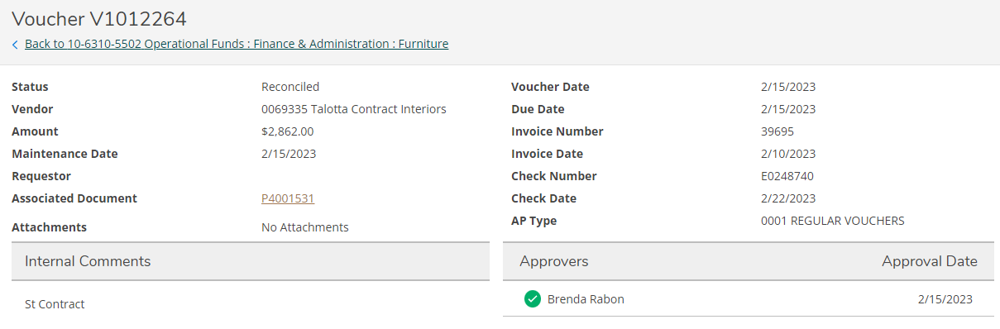 Voucher V1012264
Back to 10-6310-5502 Operational Funds : Finance & Administration : Furniture
Status Reconciled
Vendor 0069335 Talotta Contract Interiors
Amount $2,862.00
Maintenance Date 2/15/2023
Requestor
Associated Document P4001531
Attachments No Attachments
Voucher Date 2/15/2023
Due Date 2/15/2023
Invoice Number 39695
Invoice Date 2/10/2023
Check Number E0248740
Check Date 2/22/2023
AP Type 0001 REGULAR VOUCHERS
Internal Comments
St Contract
Approvers Approval Date
Brenda Rabon 2/15/2023